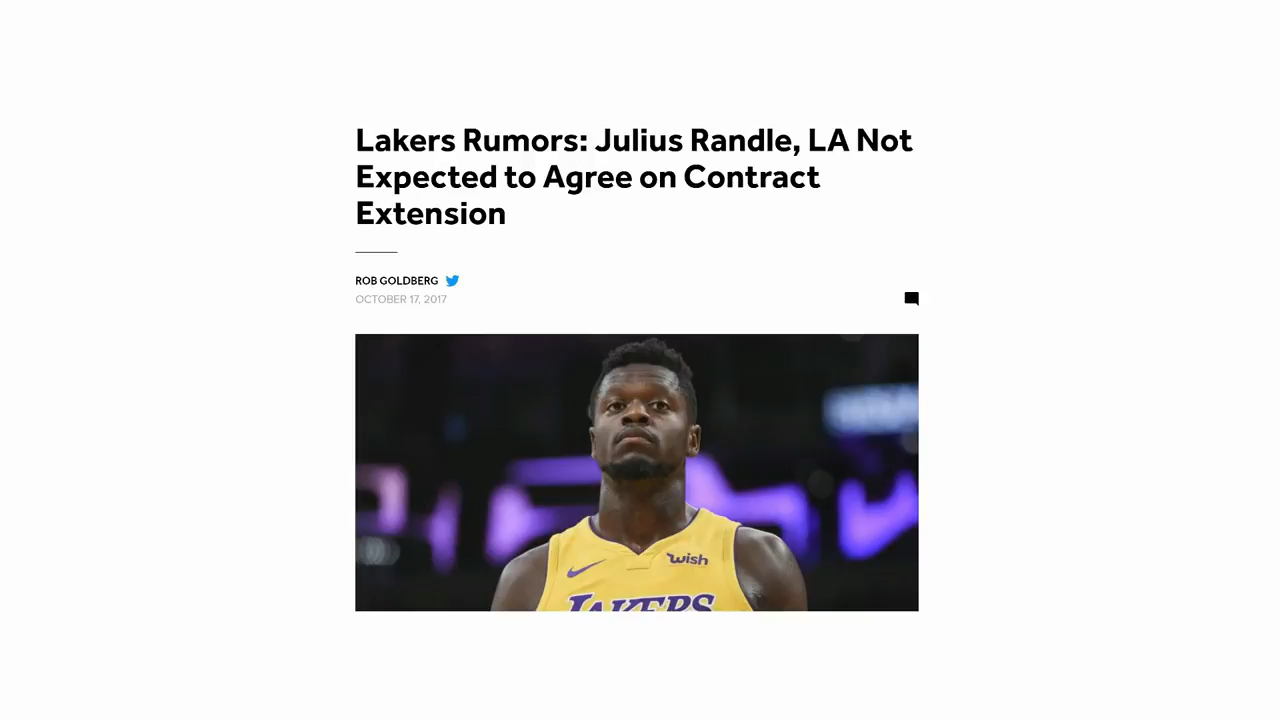 Lakers Rumors: Julius Randle, LA Not
Expected to Agree on Contract
Extension
ROB GOLDBERG
OCTOBER 17, 2017
wish
LAKERS